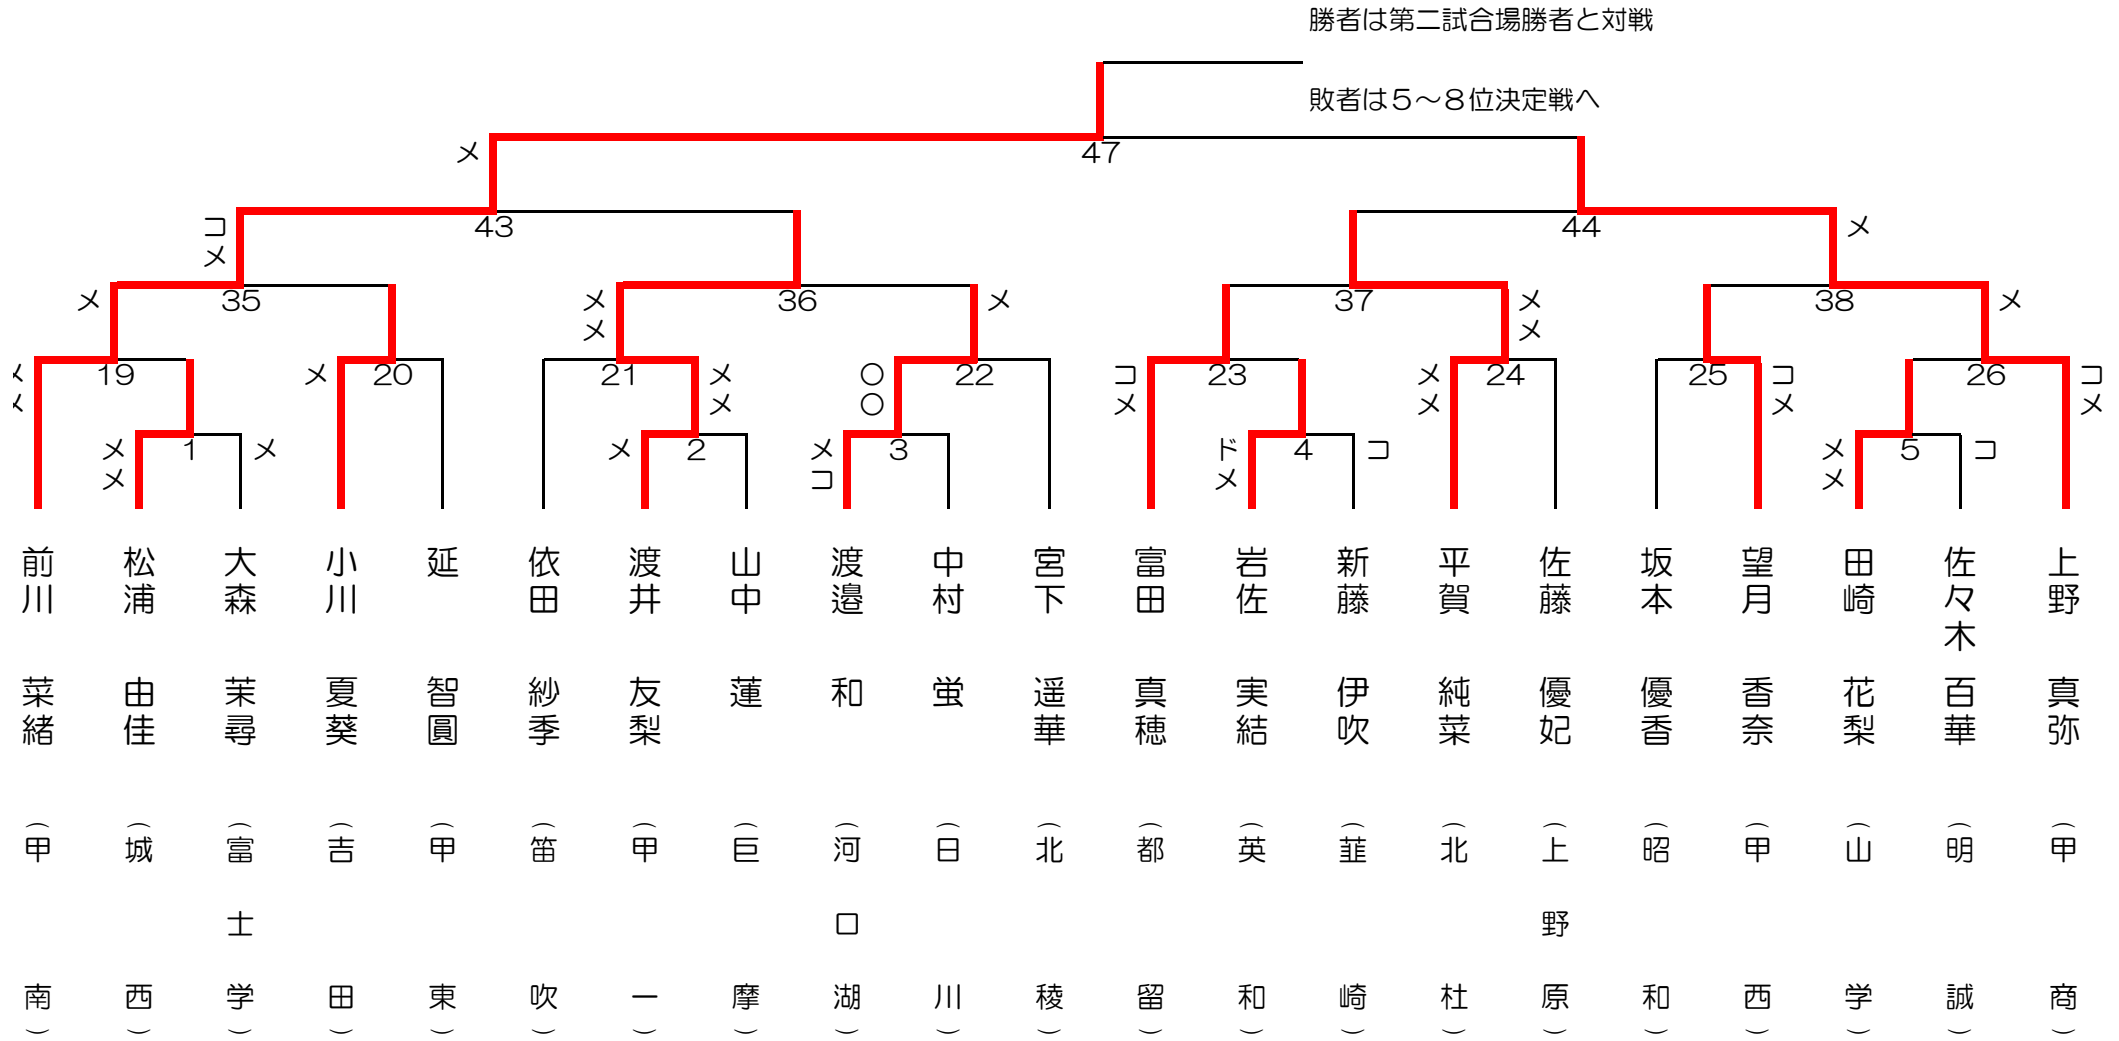 勝者は第二試合場勝者と対戦
敗者は５～８位決定戦へ
メ
47
コメ
43
44
メ
メ
35
メメ
36
メ
37
メメ
38
メ
メメ
19
メ
20
21
メメ
〇〇
22
コメ
23
メメ
24
25
コメ
26
コメ
メメ
1
メ
メ
2
メコ
3
ドメ
4
コ
メメ
5
コ
前川 菜緒 （甲南）
松浦 由佳 （城西）
大森 茉尋 （富士学）
小川 夏葵 （吉田）
延 智圓 （甲東）
依田 紗季 （笛吹）
渡井 友梨 （甲一）
山中 蓮 （巨摩）
渡邉 和 （河口湖）
中村 蛍 （日川）
宮下 遥華 （北稜）
富田 真穂 （都留）
岩佐 実結 （英和）
新藤 伊吹 （韮崎）
平賀 純菜 （北杜）
佐藤 優妃 （上野原）
坂本 優香 （昭和）
望月 香奈 （甲西）
田崎 花梨 （山学）
佐々木 百華 （明誠）
上野 真弥 （甲商）